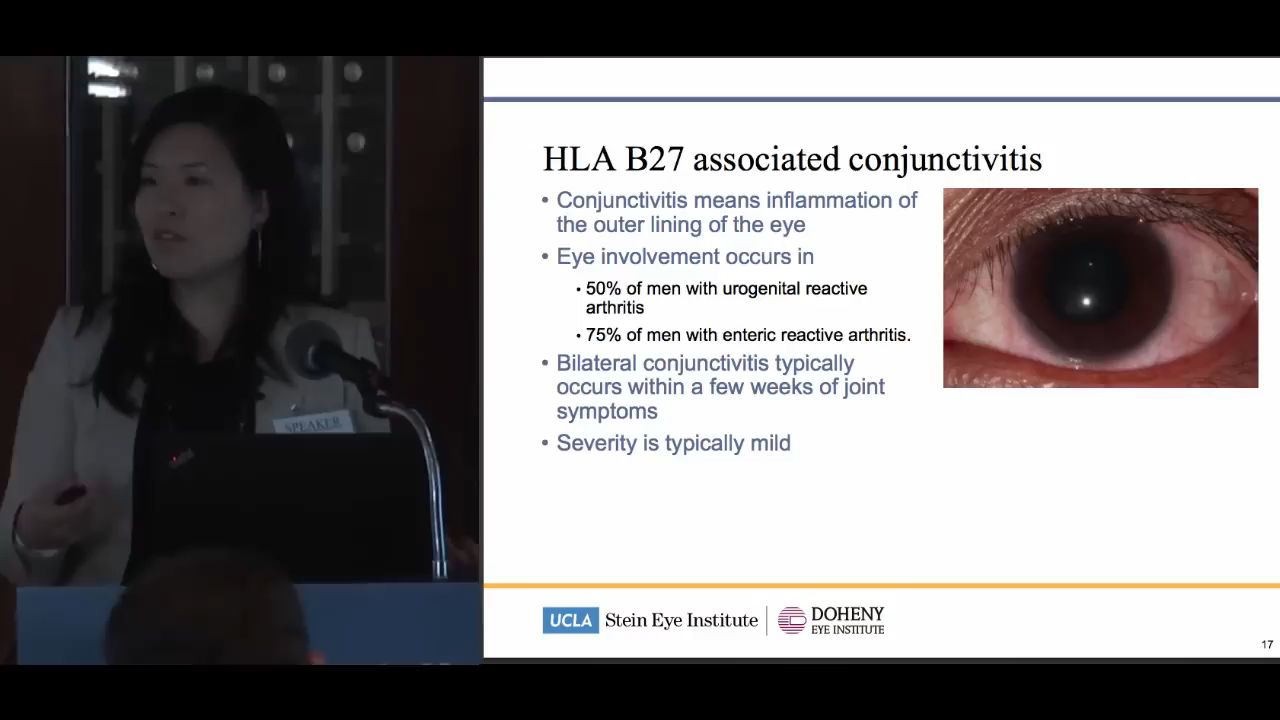 SPEAKER
HLA B27 associated conjunctivitis
• Conjunctivitis means inflammation of
the outer lining of the eye
• Eye involvement occurs in
• 50% of men with urogenital reactive
arthritis
• 75% of men with enteric reactive arthritis.
• Bilateral conjunctivitis typically
occurs within a few weeks of joint
symptoms
• Severity is typically mild
UCLA Stein Eye Institute DOHENY
EYE INSTITUTE
17